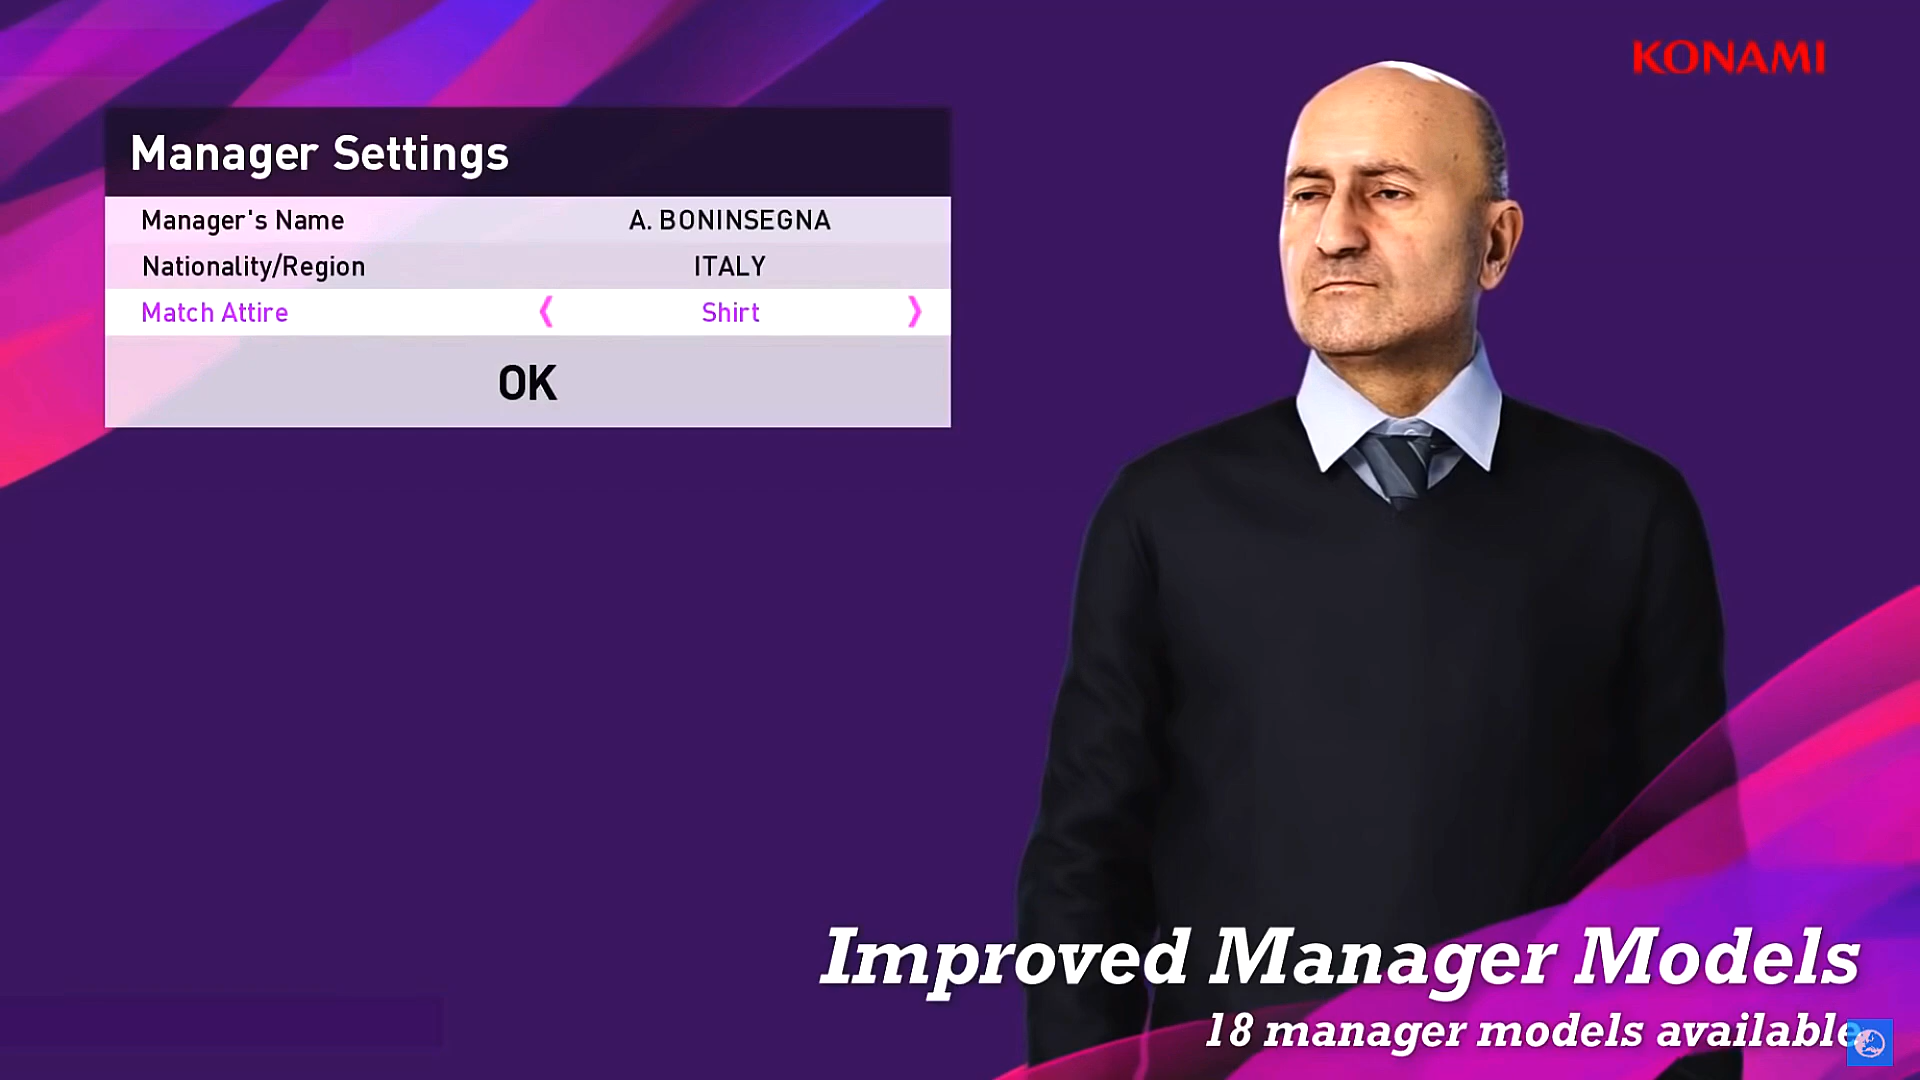 KONAMI
Manager Settings
Manager's Name A. BONINSEGNA
Nationality/Region ITALY
Match Attire Shirt
OK
Improved Manager Models
18 manager models available